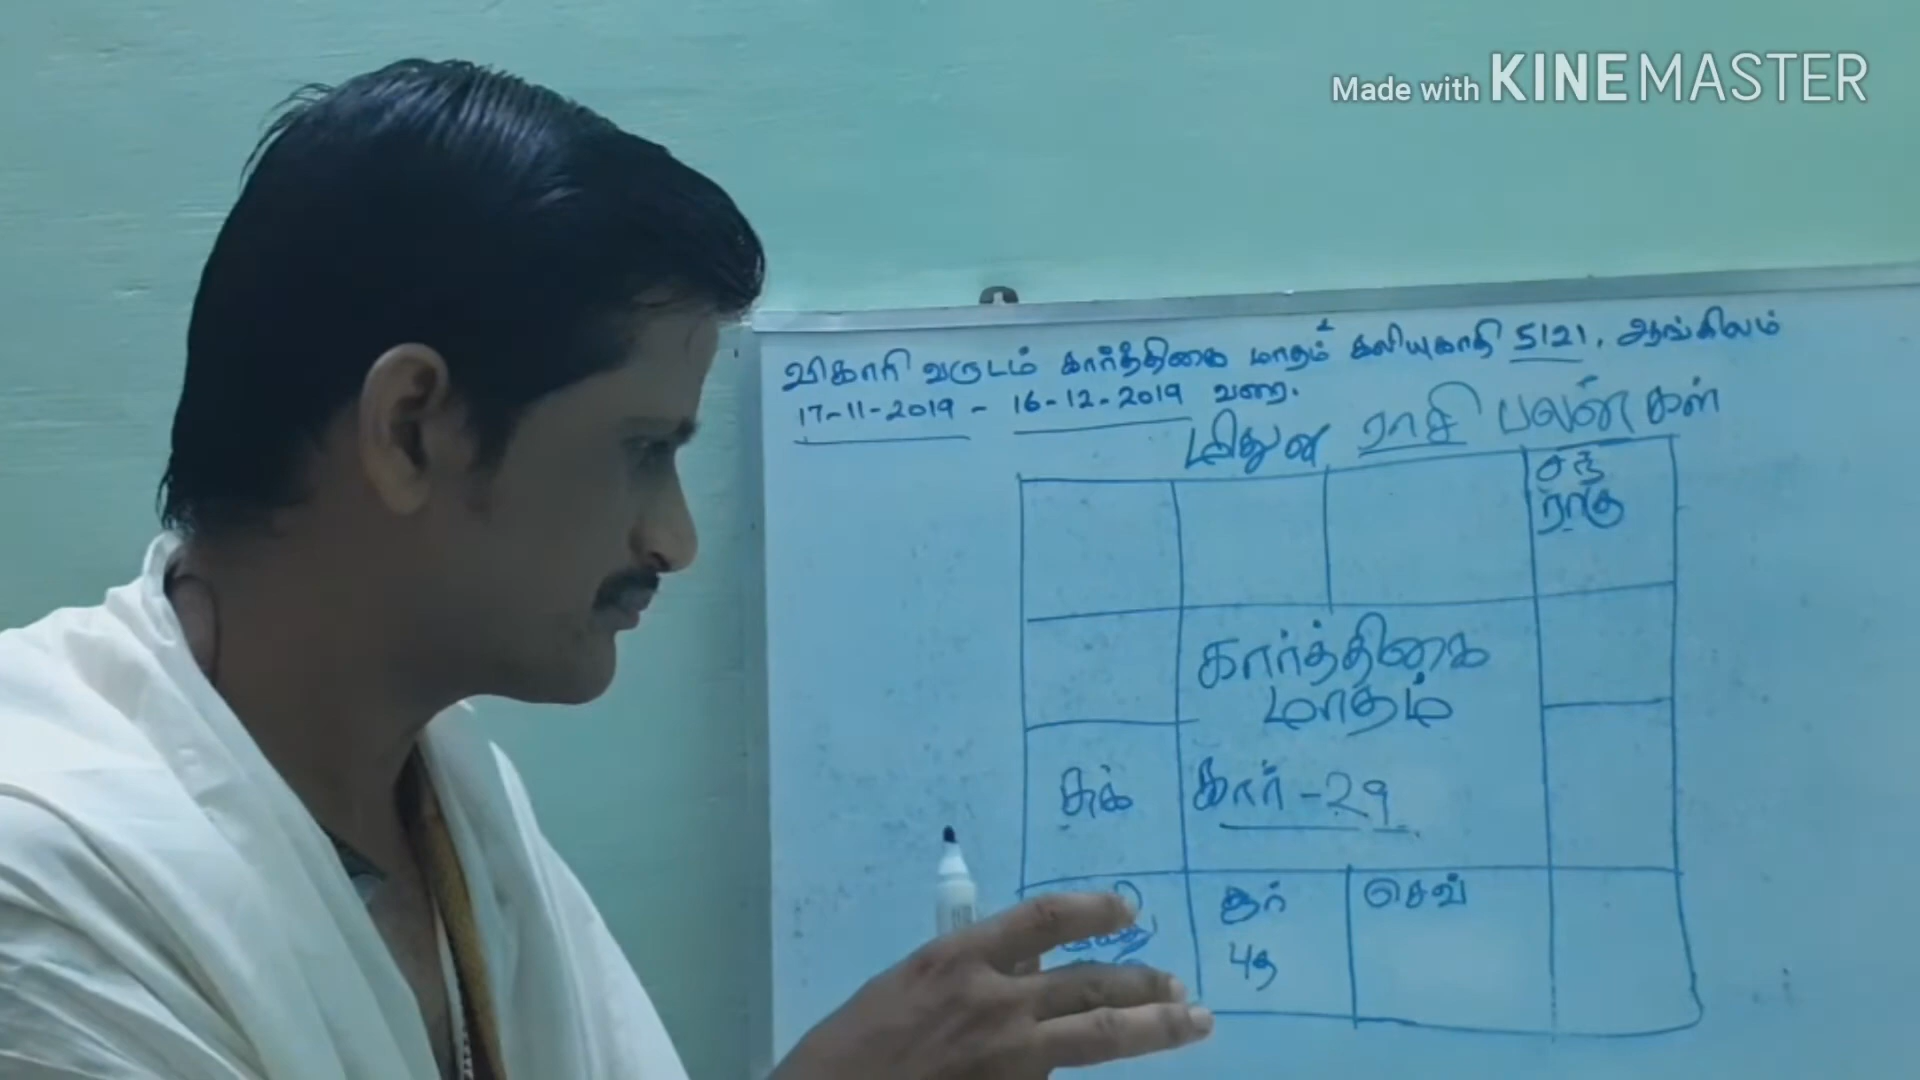 Made with KINEMASTER
விகாரி வருடம் கார்த்திகை மாதம் கலியுகாதி 5121. ஆங்கிலம்
17-11-2019 - 16-12-2019 வரை.
மிதுன ராசி பலன்கள்
சந்
ராகு
கார்த்திகை
மாதம்
சுக்
கார் - 29
சூர்
புத
செவ்